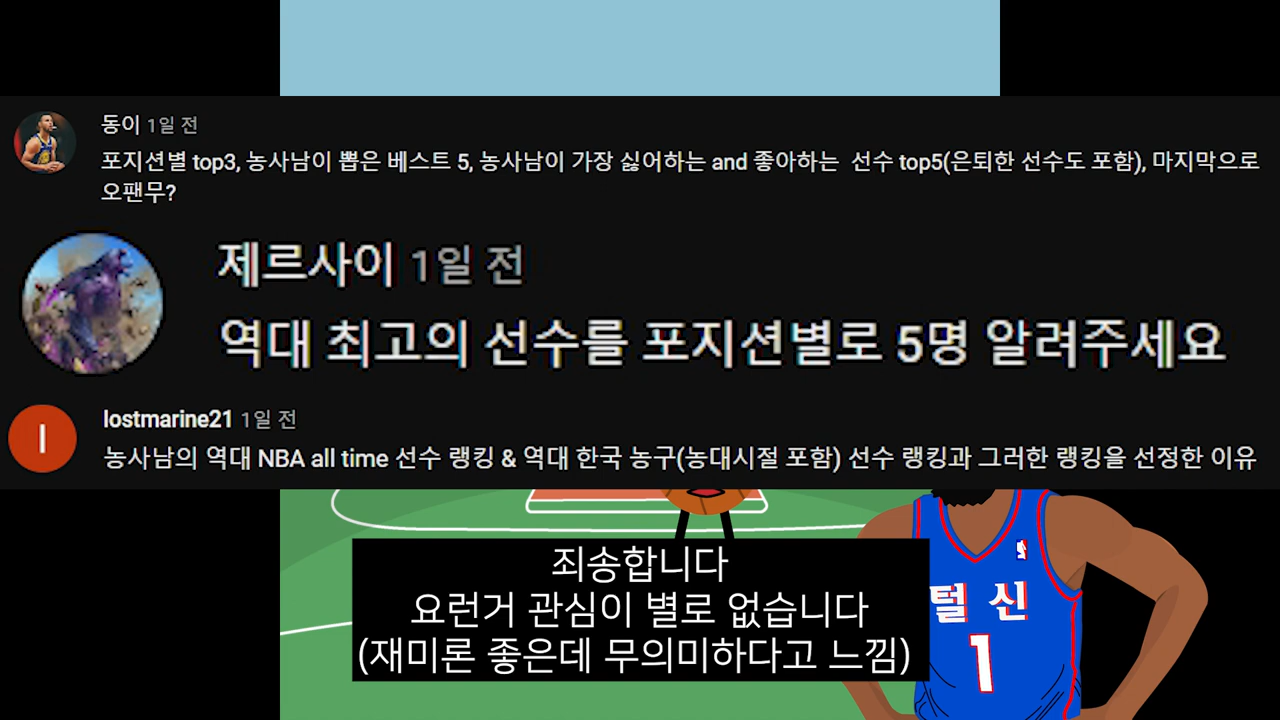 동이 1일 전
포지션별 top3, 농사남이 뽑은 베스트 5, 농사남이 가장 싫어하는 and 좋아하는 선수 top5(은퇴한 선수도 포함), 마지막으로
오팬무?
제르사이 1일 전
역대 최고의 선수를 포지션별로 5명 알려주세요
l
lostmarine21 1일 전
농사남의 역대 NBA all time 선수 랭킹 & 역대 한국 농구(농대시절 포함) 선수 랭킹과 그러한 랭킹을 선정한 이유
죄송합니다
요런거 관심이 별로 없습니다
(재미론 좋은데 무의미하다고 느낌)
털 신
1